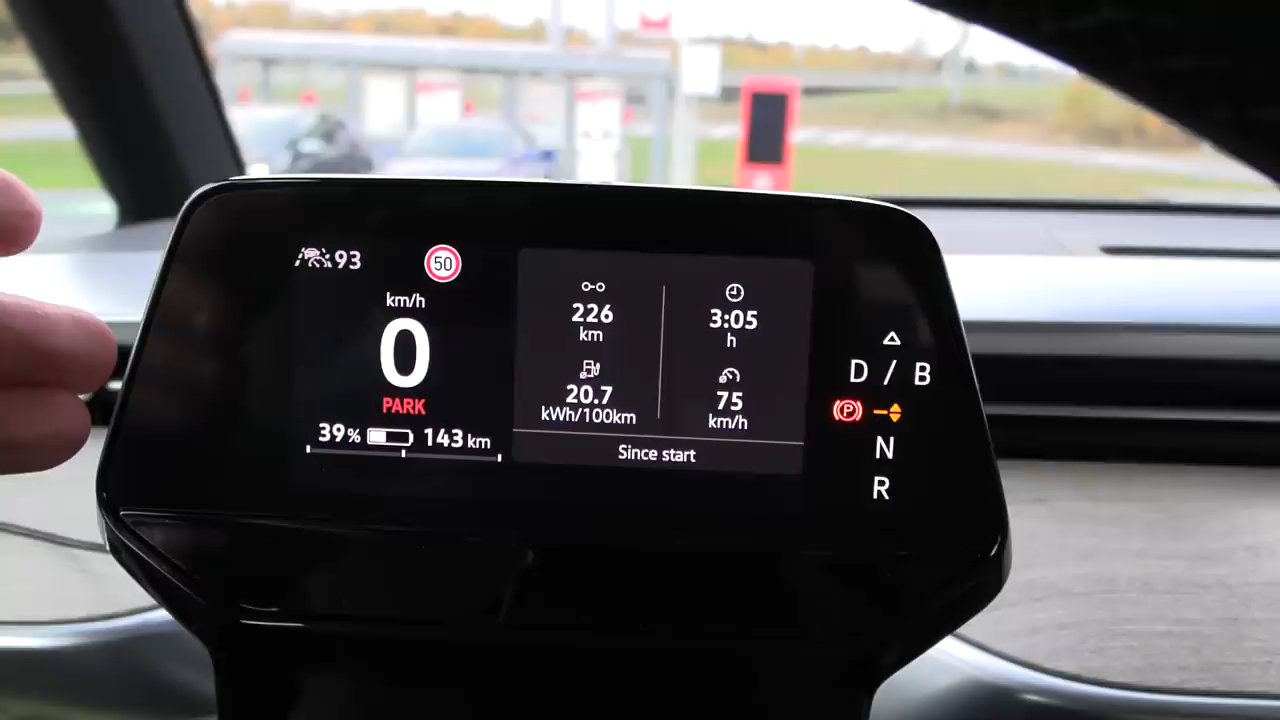 93
50
km/h
0
PARK
39% 143 km
226
km
3:05
h
20.7
kWh/100km
75
km/h
Since start
D / B
P
N
R